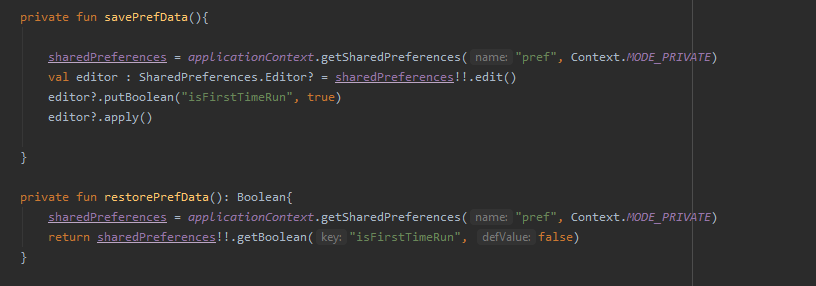 private fun savePrefData(){
sharedPreferences = applicationContext.getSharedPreferences( name: "pref", Context.MODE_PRIVATE)
val editor : SharedPreferences.Editor? = sharedPreferences!!.edit()
editor?.putBoolean("isFirstTimeRun", true)
editor?.apply()
}
private fun restorePrefData(): Boolean{
sharedPreferences = applicationContext.getSharedPreferences( name: "pref", Context.MODE_PRIVATE)
return sharedPreferences!!.getBoolean( key: "isFirstTimeRun", defValue: false)
}